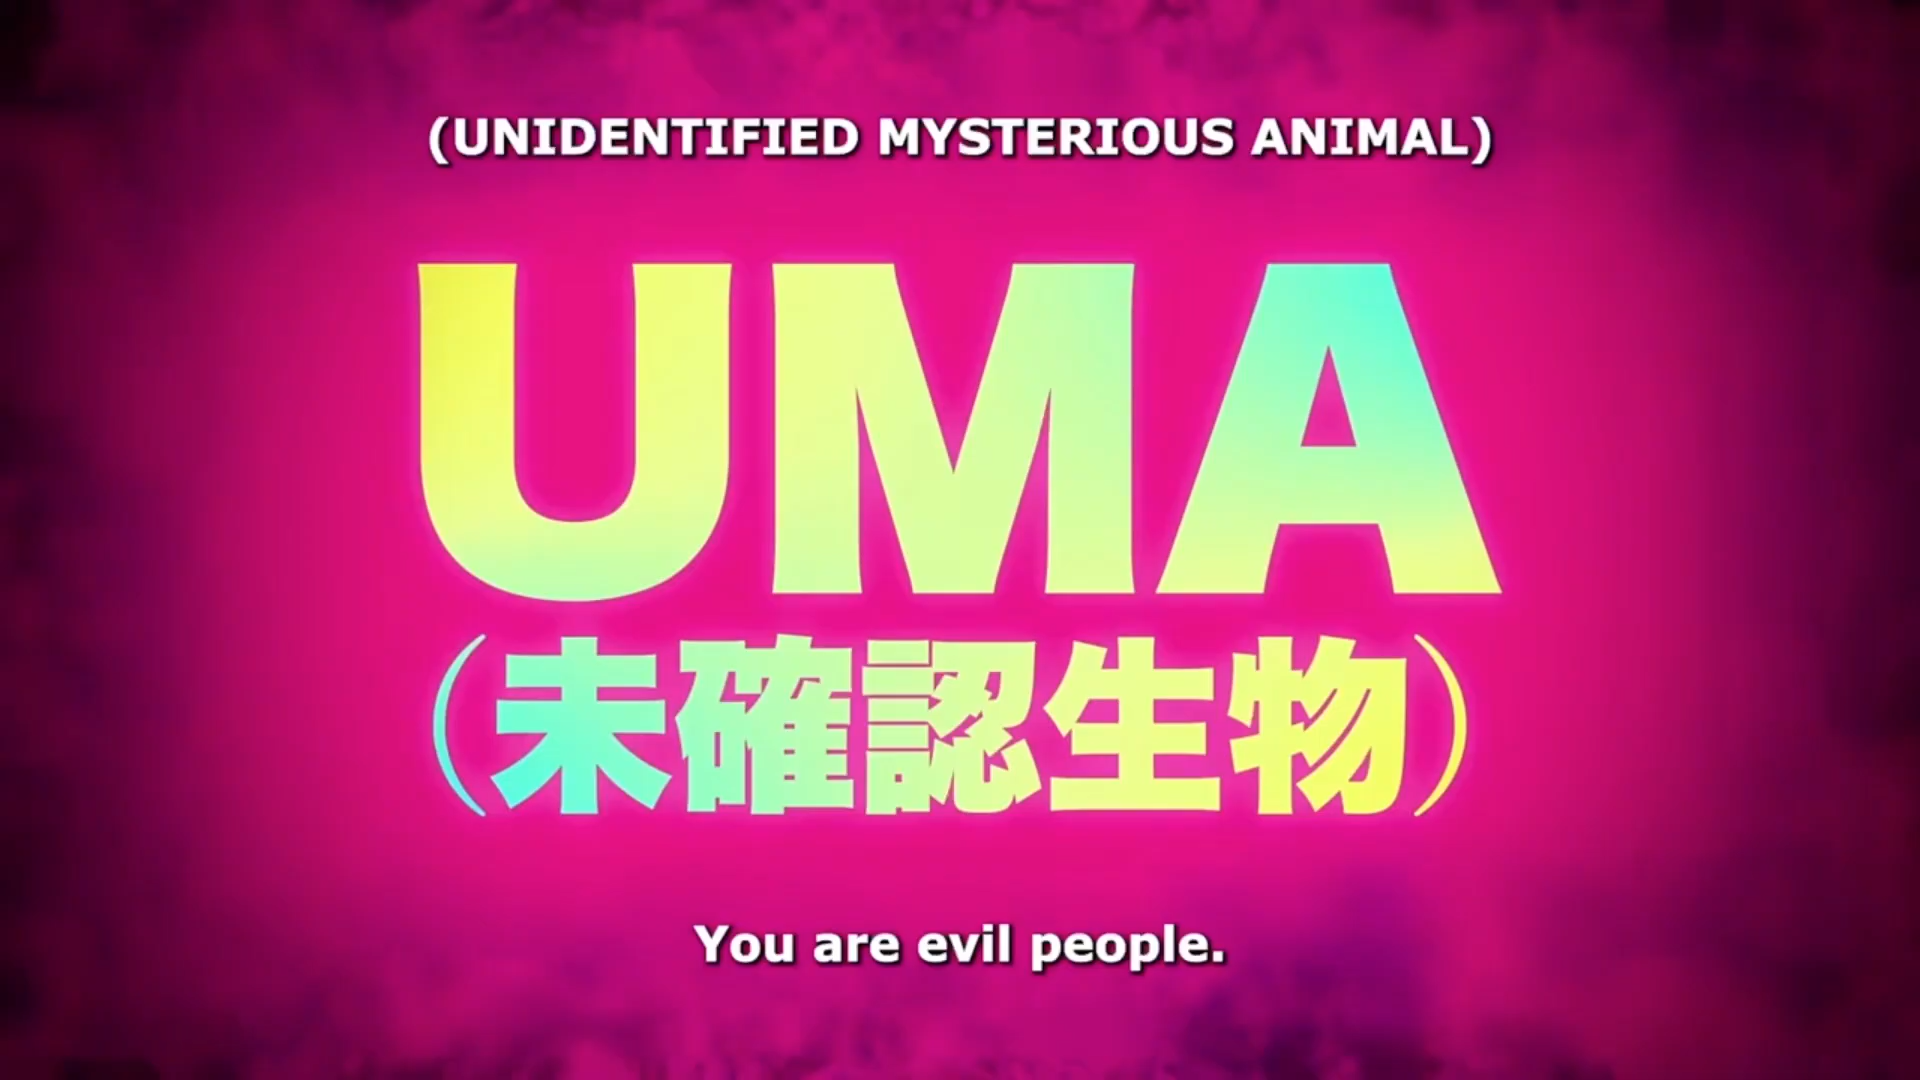 (UNIDENTIFIED MYSTERIOUS ANIMAL)
UMA
(未確認生物)
You are evil people.